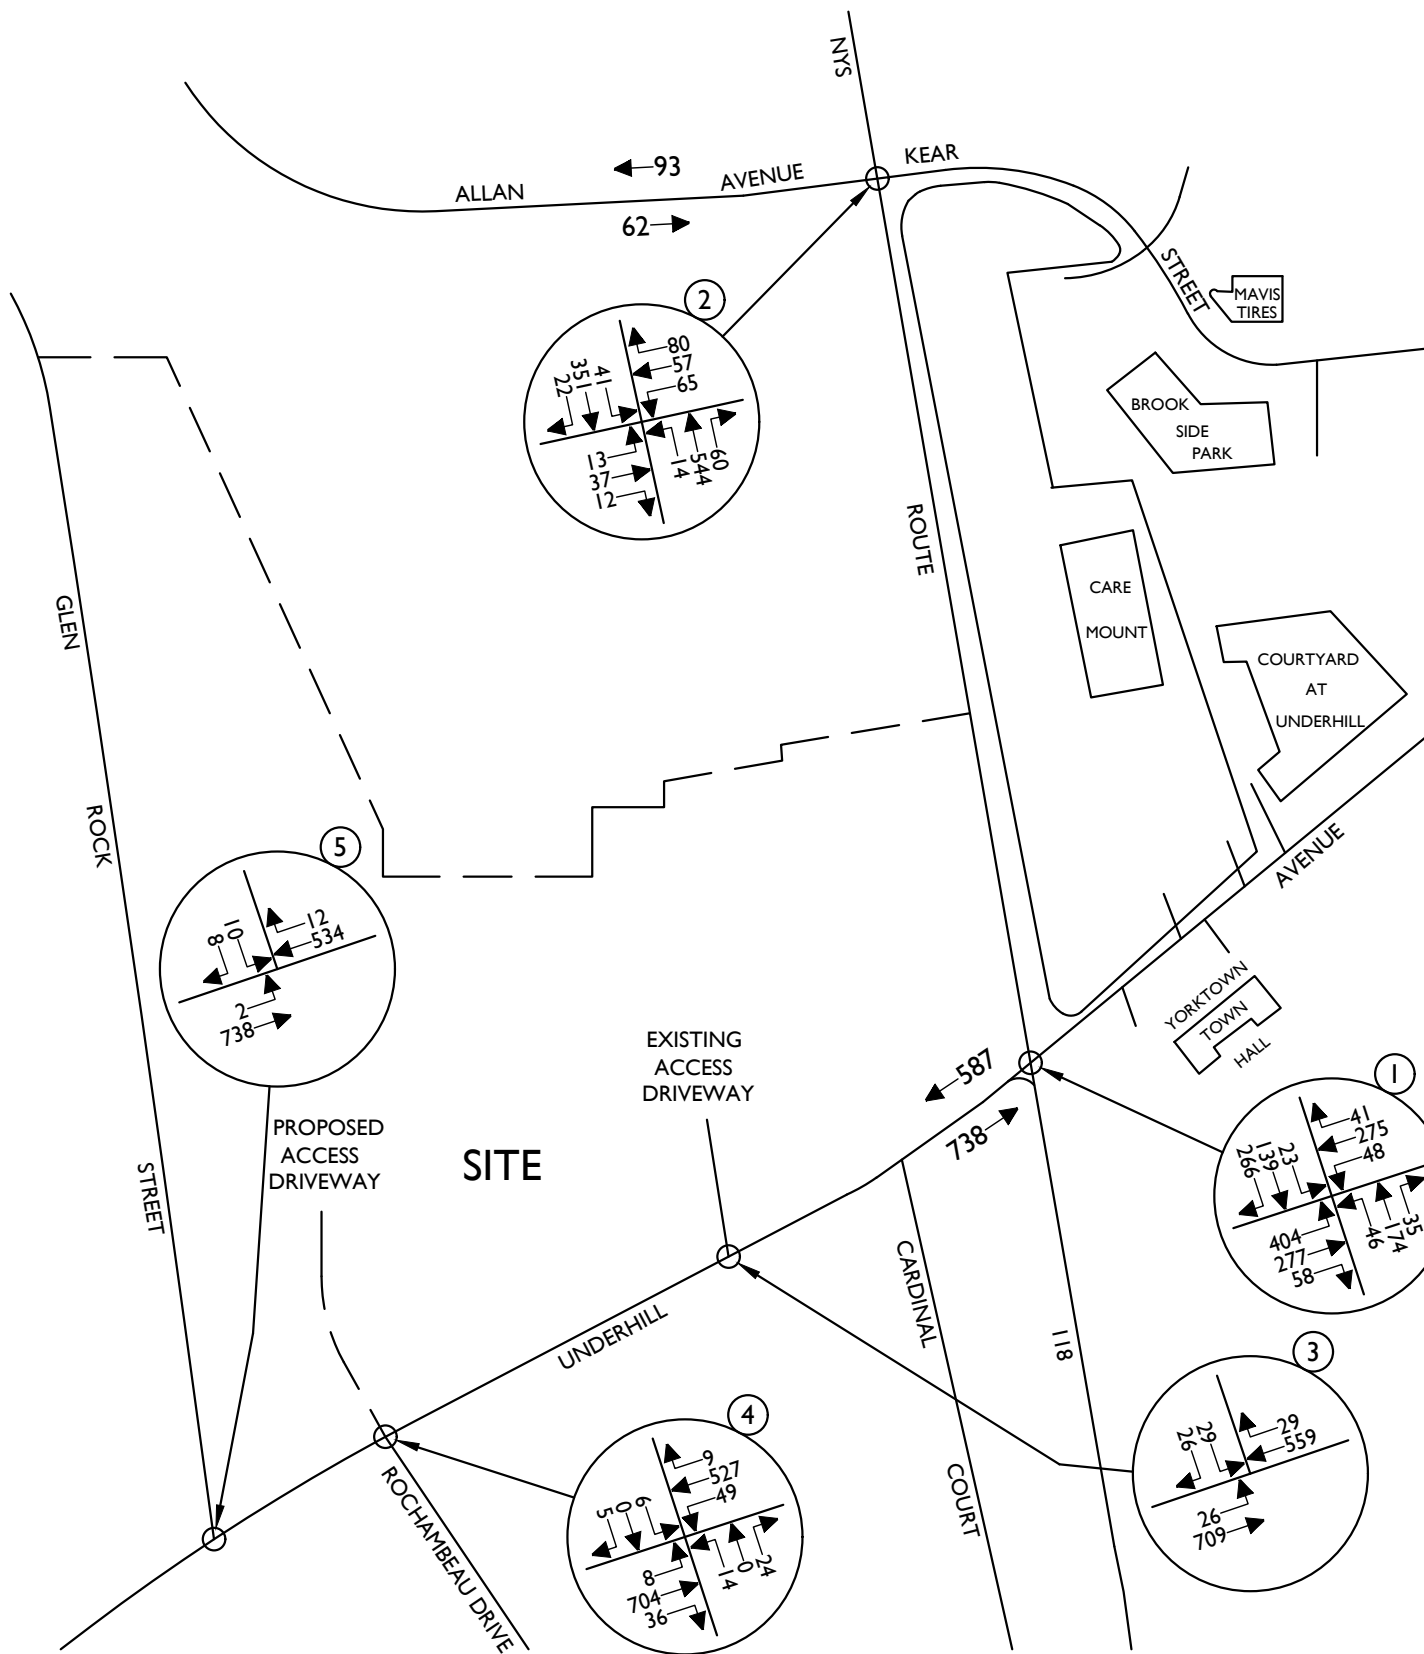 NYS
KEAR
93
ALLAN
AVENUE
62
STREET
MAVIS
TIRES
2
80
57
65
41
351
22
13
37
12
14
544
60
BROOK
SIDE
PARK
ROUTE
CARE
MOUNT
GLEN
COURTYARD
AT
UNDERHILL
ROCK
5
12
534
10
8
2
738
AVENUE
YORKTOWN
TOWN
HALL
EXISTING
ACCESS
DRIVEWAY
587
738
1
41
275
48
23
139
266
404
277
58
46
174
35
PROPOSED
ACCESS
DRIVEWAY
SITE
STREET
CARDINAL
UNDERHILL
118
3
29
559
29
26
26
709
4
9
527
49
6
0
5
8
704
36
14
0
24
ROCHAMBEAU DRIVE
COURT